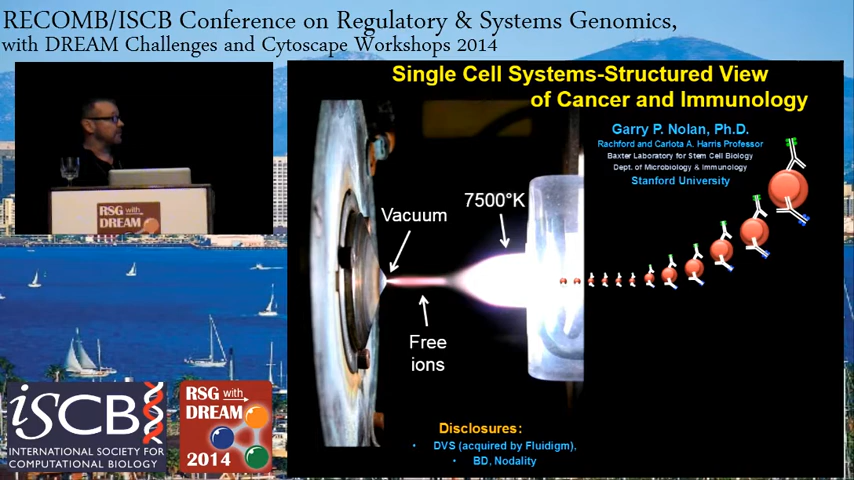 RECOMB/ISCB Conference on Regulatory & Systems Genomics,
with DREAM Challenges and Cytoscape Workshops 2014
RSG with
DREAM
iSCB
INTERNATIONAL SOCIETY FOR
COMPUTATIONAL BIOLOGY
RSG with
DREAM
2014
Single Cell Systems-Structured View
of Cancer and Immunology
Garry P. Nolan, Ph.D.
Rachford and Carlota A. Harris Professor
Baxter Laboratory for Stem Cell Biology
Dept. of Microbiology & Immunology
Stanford University
Vacuum
7500°K
Free
ions
Disclosures:
• DVS (acquired by Fluidigm),
• BD, Nodality